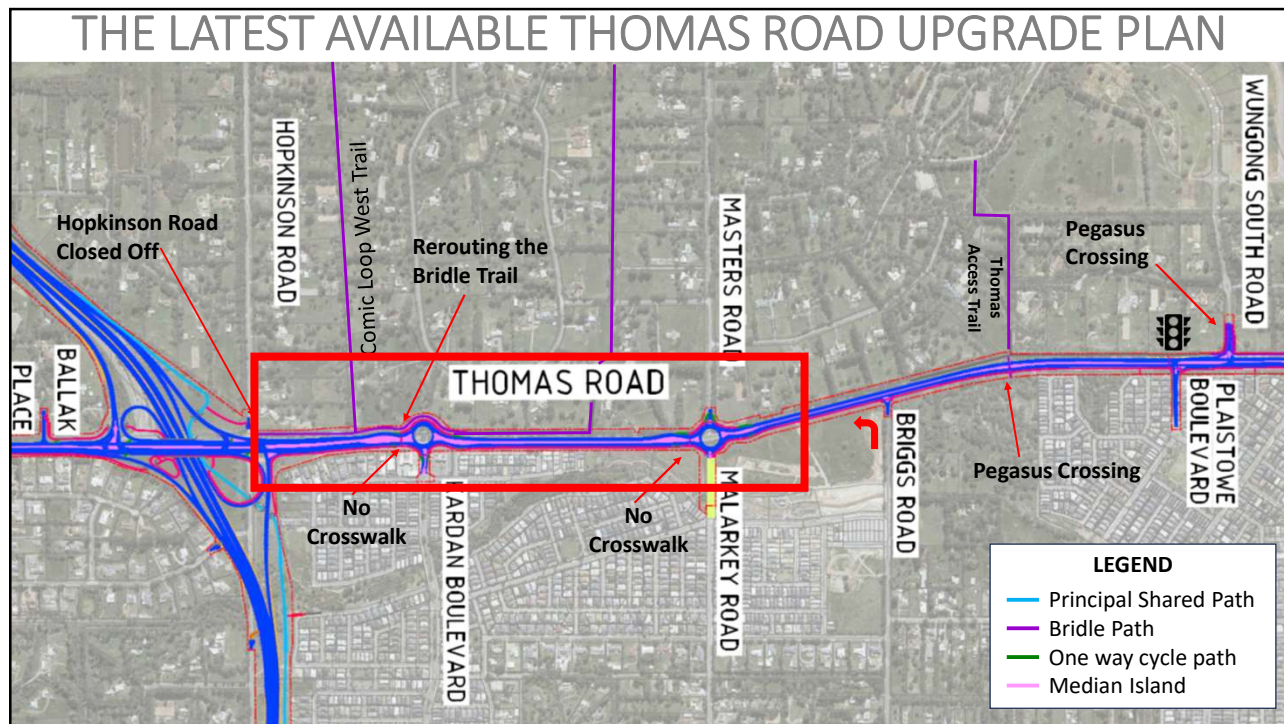 THE LATEST AVAILABLE THOMAS ROAD UPGRADE PLAN
Hopkinson Road
Closed Off
HOPKINSON ROAD
Comic Loop West Trail
Rerouting the
Bridle Trail
MASTERS ROAD
Thomas
Access Trail
Pegasus
Crossing
WUNGONG SOUTH ROAD
BALLAK
PLACE
THOMAS ROAD
No
Crosswalk
KARDAN BOULEVARD
No
Crosswalk
MALARKEY ROAD
BRIGGS ROAD
Pegasus Crossing
PLAISTOWE
BOULEVARD
LEGEND
Principal Shared Path
Bridle Path
One way cycle path
Median Island